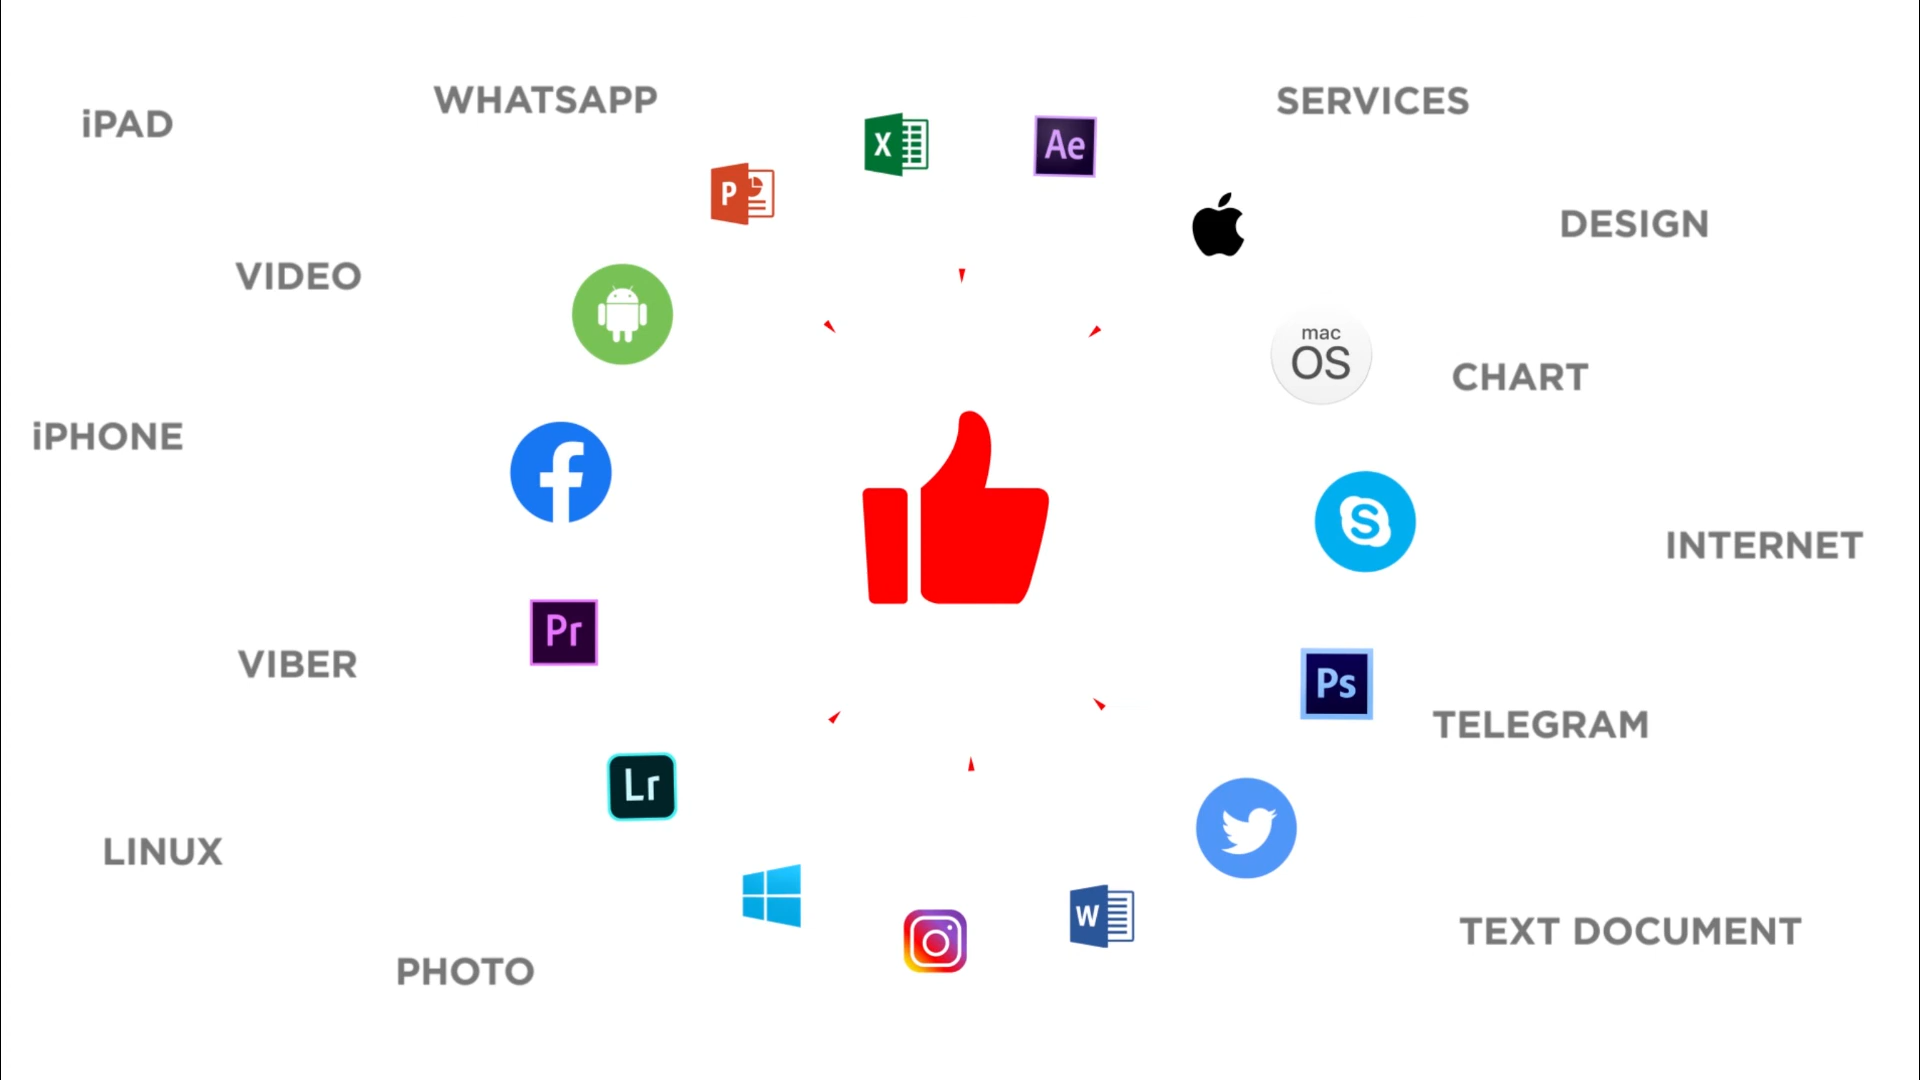 WHATSAPP
SERVICES
iPAD
X
Ae
P
DESIGN
VIDEO
mac
OS
CHART
iPHONE
f
S
INTERNET
Pr
VIBER
Ps
TELEGRAM
Lr
LINUX
W
TEXT DOCUMENT
PHOTO